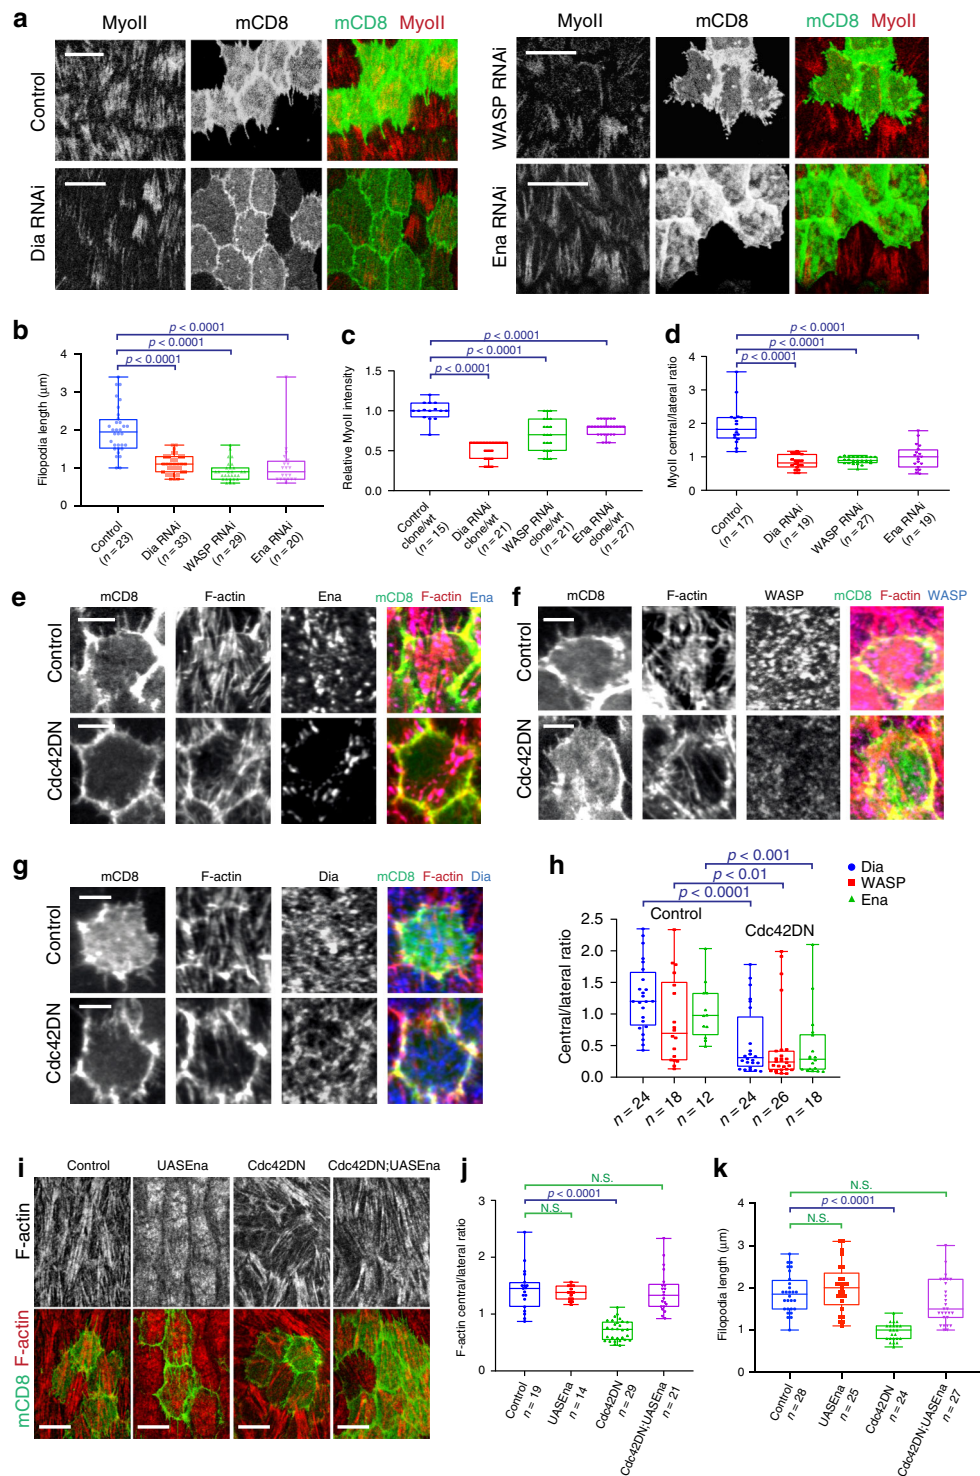 a
MyoII mCD8 mCD8 MyoII
Control
Dia RNAi
MyoII mCD8 mCD8 MyoII
WASP RNAi
Ena RNAi
b
p < 0.0001
p < 0.0001
p < 0.0001
Filopodia length (μm)
4
3
2
1
0
Control
(n = 23)
Dia RNAi
(n = 33)
WASP RNAi
(n = 29)
Ena RNAi
(n = 20)
c
p < 0.0001
p < 0.0001
p < 0.0001
Relative MyoII intensity
1.5
1.0
0.5
0.0
Control
clone/wt
(n = 15)
Dia RNAi
clone/wt
(n = 21)
WASP RNAi
clone/wt
(n = 21)
Ena RNAi
clone/wt
(n = 27)
d
p < 0.0001
p < 0.0001
p < 0.0001
MyoII central/lateral ratio
4
3
2
1
0
Control
(n = 17)
Dia RNAi
(n = 19)
WASP RNAi
(n = 27)
Ena RNAi
(n = 19)
e
mCD8 F-actin Ena mCD8 F-actin Ena
Control
Cdc42DN
f
mCD8 F-actin WASP mCD8 F-actin WASP
Control
Cdc42DN
g
mCD8 F-actin Dia mCD8 F-actin Dia
Control
Cdc42DN
h
p < 0.001
p < 0.01
p < 0.0001
Control
Cdc42DN
Dia
WASP
Ena
Central/lateral ratio
2.5
2.0
1.5
1.0
0.5
0.0
n = 24
n = 18
n = 12
n = 24
n = 26
n = 18
i
Control UASEna Cdc42DN Cdc42DN;UASEna
F-actin
mCD8 F-actin
j
N.S.
p < 0.0001
N.S.
F-actin central/lateral ratio
3
2
1
0
Control
n = 19
UASEna
n = 14
Cdc42DN
n = 29
Cdc42DN;UASEna
n = 21
k
N.S.
p < 0.0001
N.S.
Filopodia length (μm)
4
3
2
1
0
Control
n = 28
UASEna
n = 25
Cdc42DN
n = 24
Cdc42DN;UASEna
n = 27